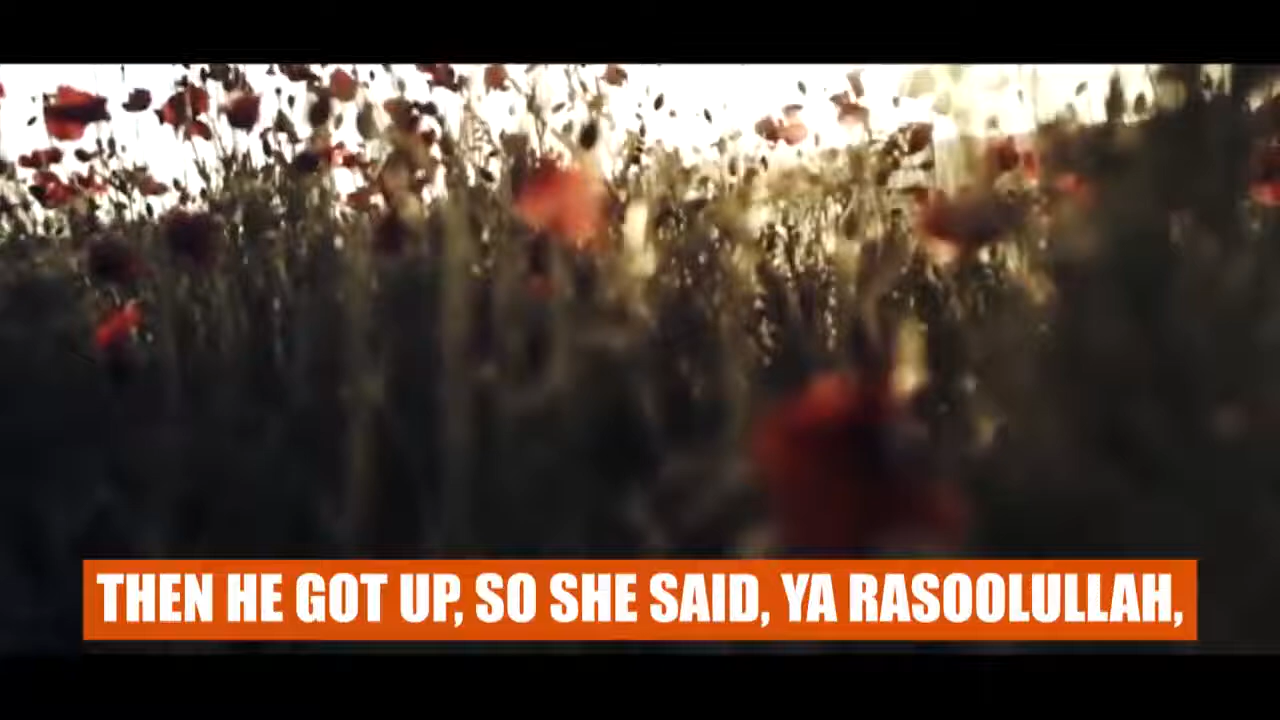 THEN HE GOT UP, SO SHE SAID, YA RASOOLULLAH,